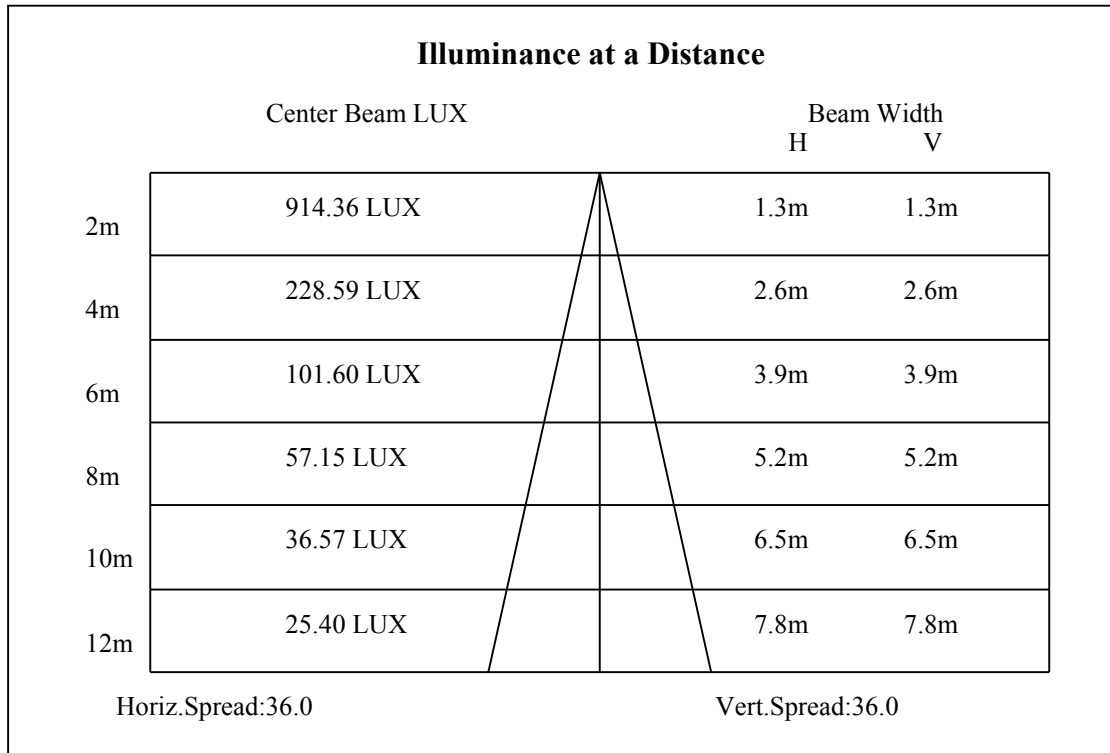 Illuminance at a Distance
Center Beam LUX Beam Width
H V
2m 914.36 LUX 1.3m 1.3m
4m 228.59 LUX 2.6m 2.6m
6m 101.60 LUX 3.9m 3.9m
8m 57.15 LUX 5.2m 5.2m
10m 36.57 LUX 6.5m 6.5m
12m 25.40 LUX 7.8m 7.8m
Horiz.Spread:36.0 Vert.Spread:36.0